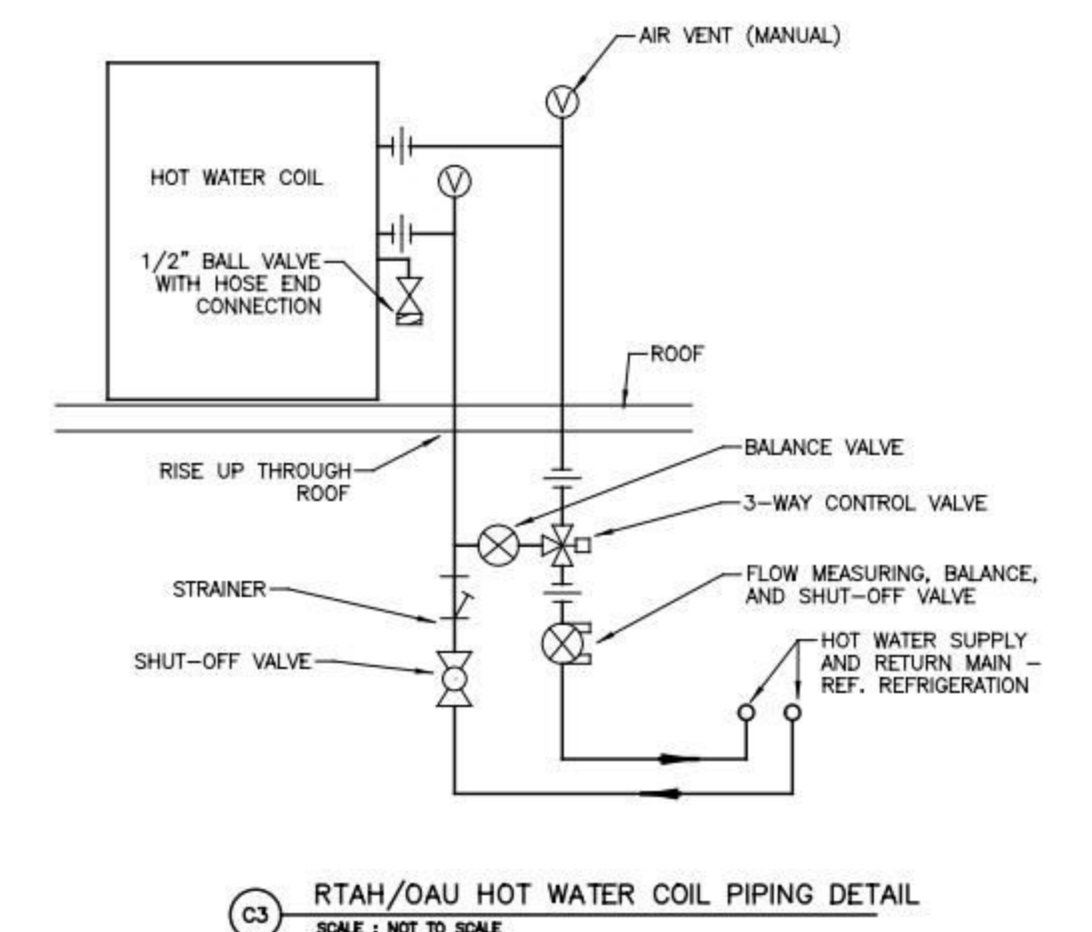 AIR VENT (MANUAL)
V
HOT WATER COIL
V
1/2" BALL VALVE
WITH HOSE END
CONNECTION
ROOF
BALANCE VALVE
RISE UP THROUGH
ROOF
3-WAY CONTROL VALVE
STRAINER
FLOW MEASURING, BALANCE,
AND SHUT-OFF VALVE
SHUT-OFF VALVE
HOT WATER SUPPLY
AND RETURN MAIN -
REF. REFRIGERATION
C3
RTAH/OAU HOT WATER COIL PIPING DETAIL
SCALE : NOT TO SCALE